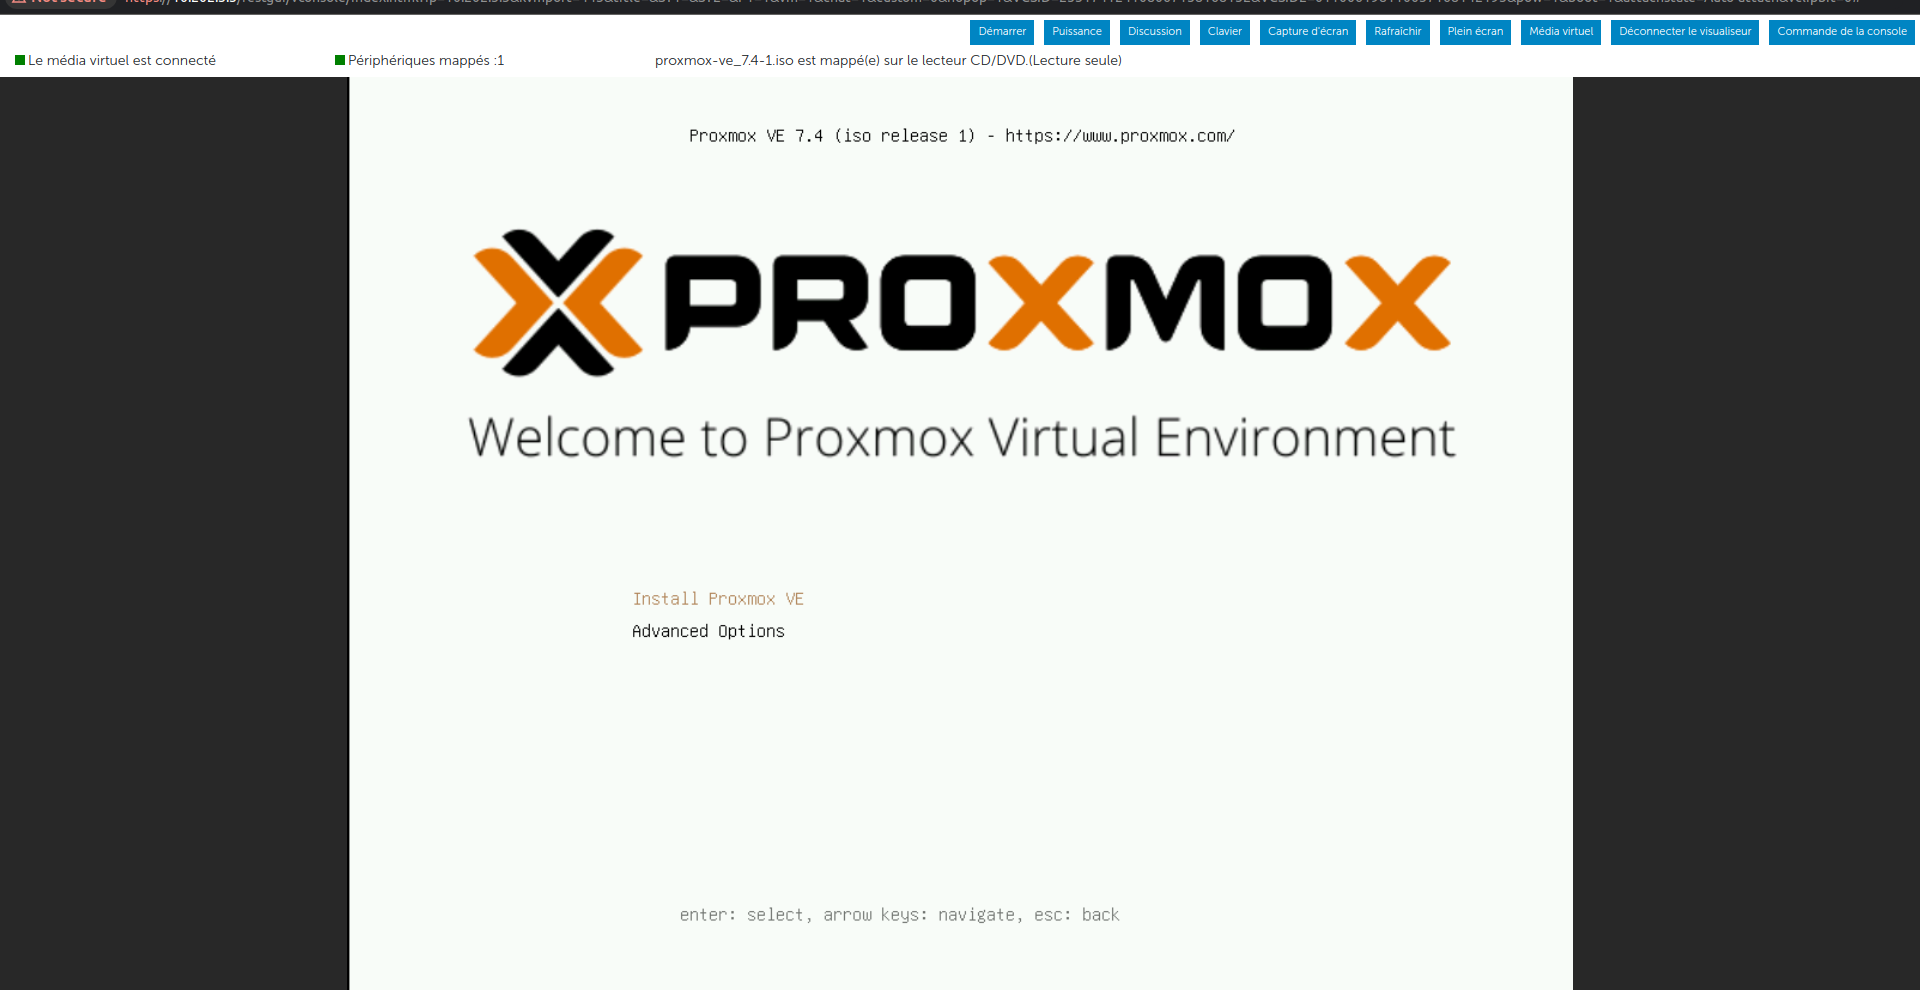 Démarrer Puissance Discussion Clavier Capture d'écran Rafraîchir Plein écran Média virtuel Déconnecter le visualiseur Commande de la console
Le média virtuel est connecté Périphériques mappés :1 proxmox-ve_7.4-1.iso est mappé(e) sur le lecteur CD/DVD.(Lecture seule)
Proxmox VE 7.4 (iso release 1) - https://www.proxmox.com/
PROXMOX
Welcome to Proxmox Virtual Environment
Install Proxmox VE
Advanced Options
enter: select, arrow keys: navigate, esc: back